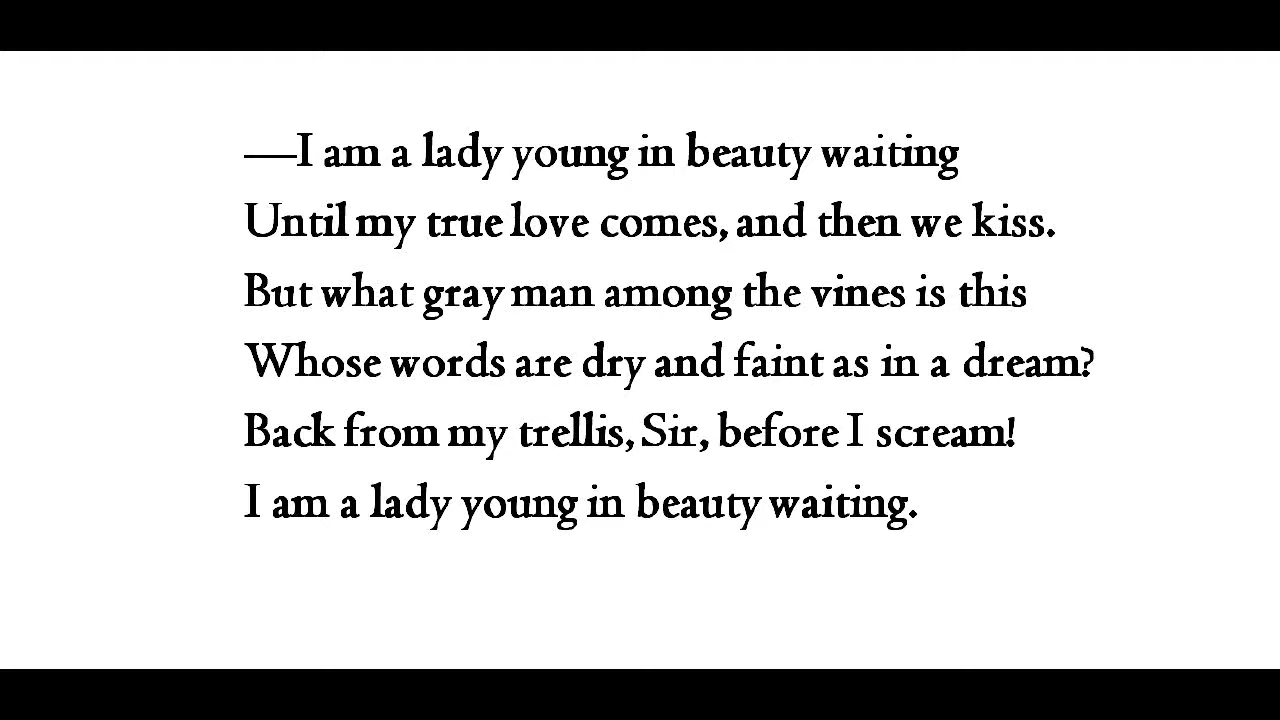 —I am a lady young in beauty waiting
Until my true love comes, and then we kiss.
But what gray man among the vines is this
Whose words are dry and faint as in a dream?
Back from my trellis, Sir, before I scream!
I am a lady young in beauty waiting.